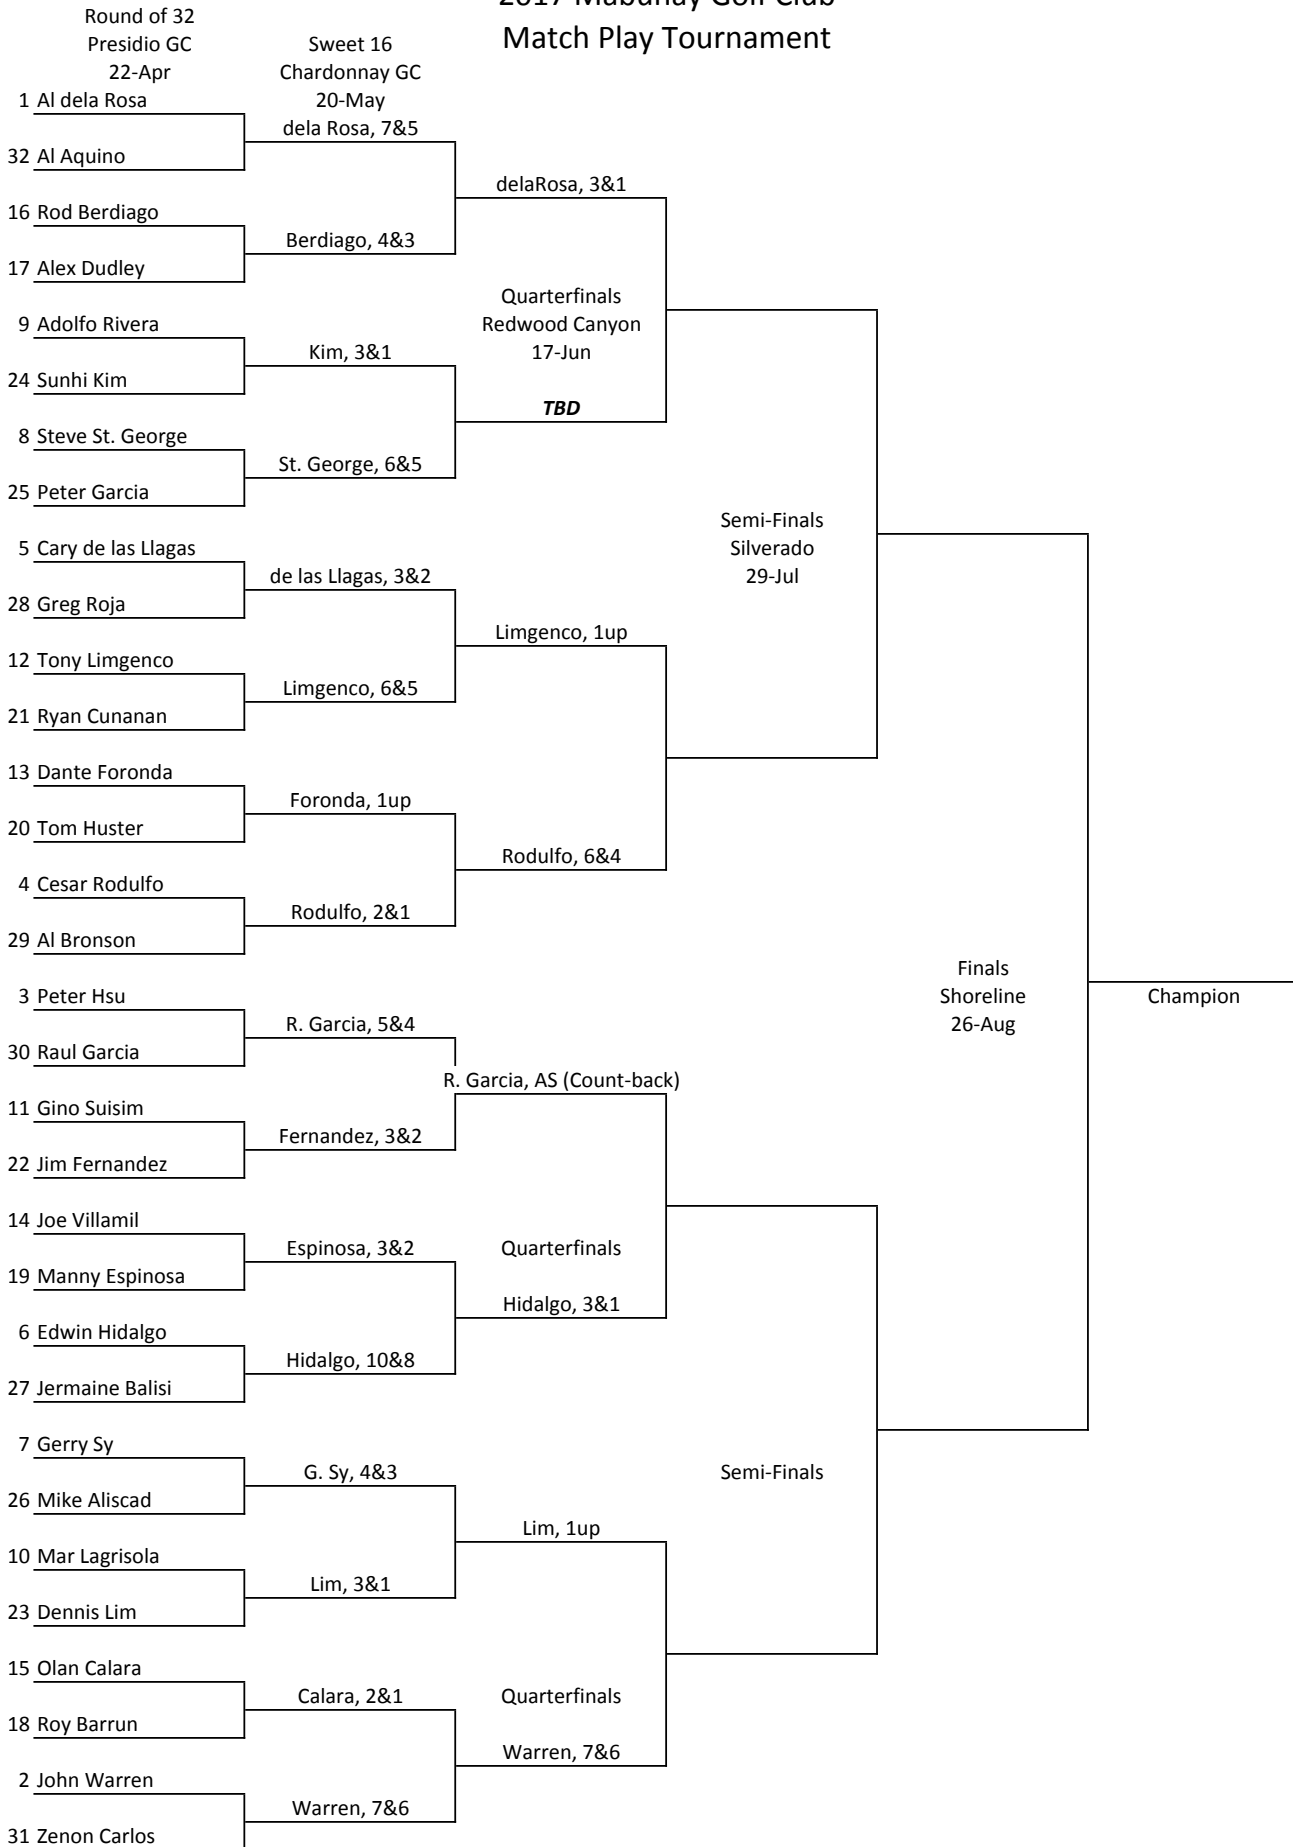 2017 Mabuhay Golf Club
Match Play Tournament
Round of 32
Presidio GC
22-Apr
Sweet 16
Chardonnay GC
20-May
1 Al dela Rosa
dela Rosa, 7&5
32 Al Aquino
delaRosa, 3&1
16 Rod Berdiago
Berdiago, 4&3
17 Alex Dudley
Quarterfinals
Redwood Canyon
17-Jun
9 Adolfo Rivera
Kim, 3&1
24 Sunhi Kim
TBD
8 Steve St. George
St. George, 6&5
25 Peter Garcia
Semi-Finals
Silverado
29-Jul
5 Cary de las Llagas
de las Llagas, 3&2
28 Greg Roja
Limgenco, 1up
12 Tony Limgenco
Limgenco, 6&5
21 Ryan Cunanan
13 Dante Foronda
Foronda, 1up
20 Tom Huster
Rodulfo, 6&4
4 Cesar Rodulfo
Rodulfo, 2&1
29 Al Bronson
Finals
Shoreline
26-Aug
Champion
3 Peter Hsu
R. Garcia, 5&4
30 Raul Garcia
R. Garcia, AS (Count-back)
11 Gino Suisim
Fernandez, 3&2
22 Jim Fernandez
14 Joe Villamil
Espinosa, 3&2
Quarterfinals
19 Manny Espinosa
Hidalgo, 3&1
6 Edwin Hidalgo
Hidalgo, 10&8
27 Jermaine Balisi
7 Gerry Sy
G. Sy, 4&3
Semi-Finals
26 Mike Aliscad
Lim, 1up
10 Mar Lagrisola
Lim, 3&1
23 Dennis Lim
15 Olan Calara
Calara, 2&1
Quarterfinals
18 Roy Barrun
Warren, 7&6
2 John Warren
Warren, 7&6
31 Zenon Carlos